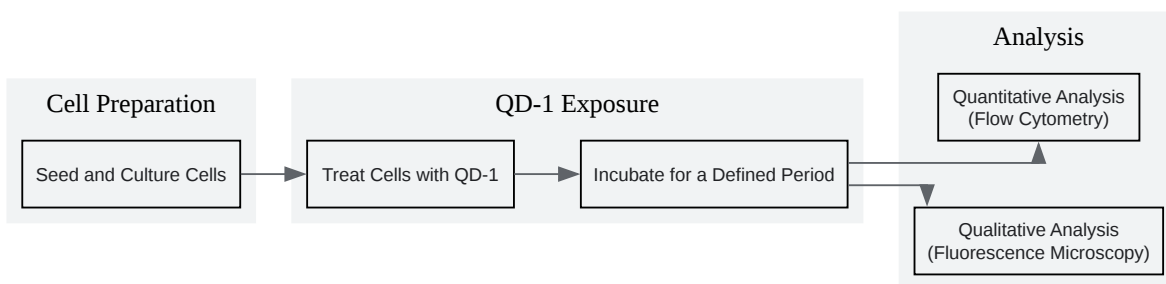 Cell Preparation
Seed and Culture Cells
QD-1 Exposure
Treat Cells with QD-1
Incubate for a Defined Period
Analysis
Quantitative Analysis
(Flow Cytometry)
Qualitative Analysis
(Fluorescence Microscopy)